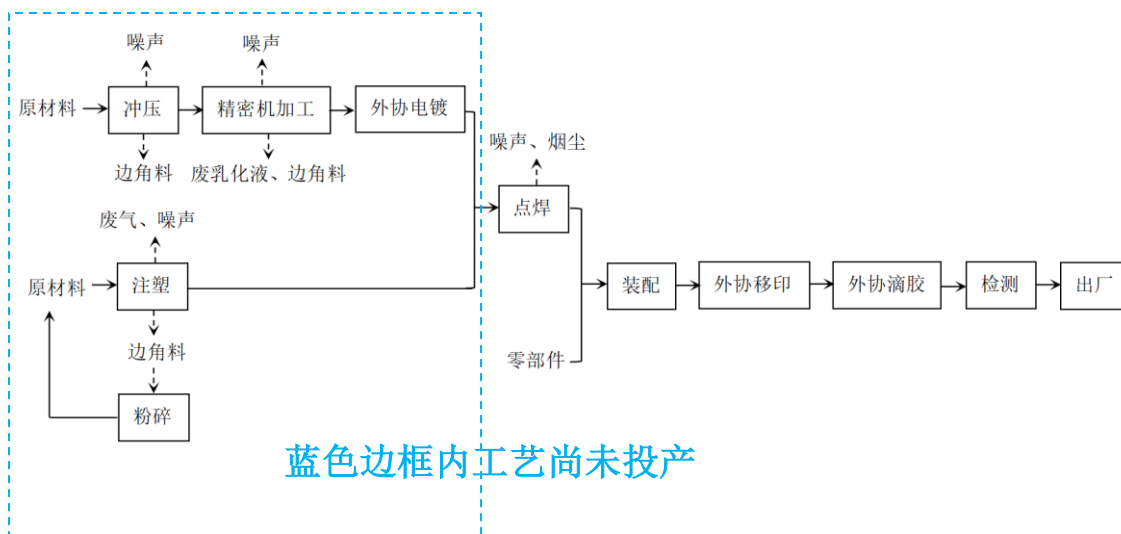 噪声
噪声
原材料
冲压
精密机加工
外协电镀
边角料
废乳化液、边角料
噪声、烟尘
点焊
废气、噪声
原材料
注塑
装配
外协移印
外协滴胶
检测
出厂
边角料
零部件
粉碎
蓝色边框内工艺尚未投产